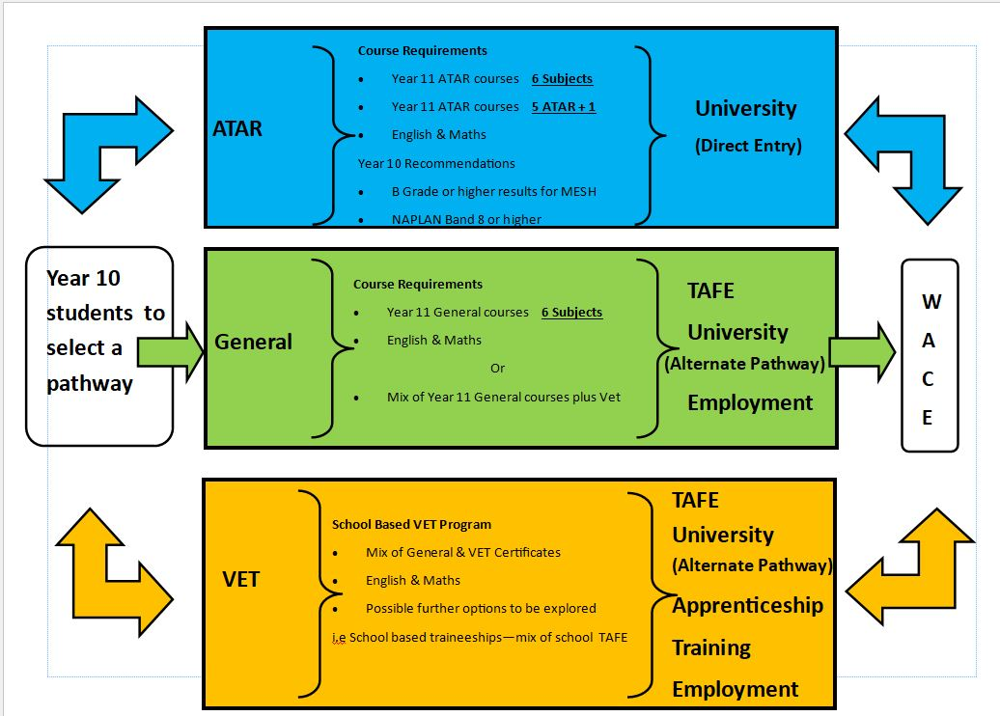 Year 10
students to
select a
pathway
ATAR
Course Requirements
• Year 11 ATAR courses 6 Subjects
• Year 11 ATAR courses 5 ATAR + 1
• English & Maths
Year 10 Recommendations
• B Grade or higher results for MESH
• NAPLAN Band 8 or higher
University
(Direct Entry)
General
Course Requirements
• Year 11 General courses 6 Subjects
• English & Maths
Or
• Mix of Year 11 General courses plus Vet
TAFE
University
(Alternate Pathway)
Employment
VET
School Based VET Program
• Mix of General & VET Certificates
• English & Maths
• Possible further options to be explored
i.e School based traineeships—mix of school TAFE
TAFE
University
(Alternate Pathway)
Apprenticeship
Training
Employment
W
A
C
E